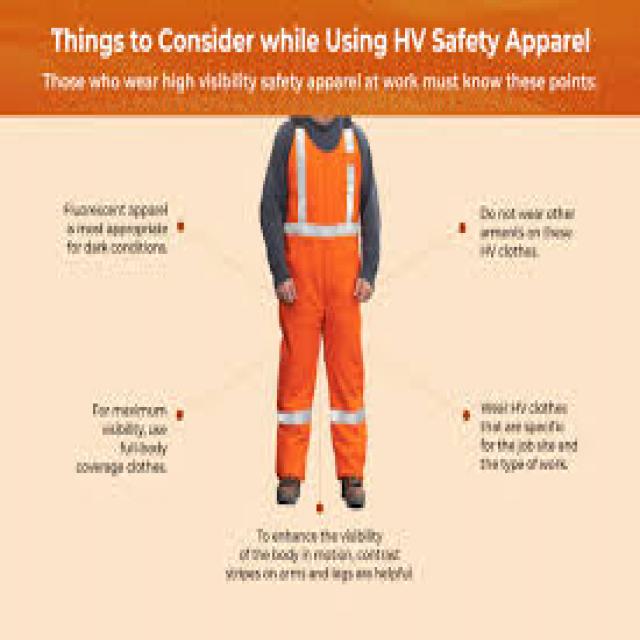 Things to Consider while Using HV Safety Apparel
Those who wear high visibility safety apparel at work must know these points:
Fluorescent apparel
is most appropriate
for dark conditions.
Do not wear other
arments on these
HV clothes.
For maximum
visibility, use
full-body
coverage clothes.
Wear HV clothes
that are specific
for the job site and
the type of work.
To enhance the visibility
of the body in motion, contrast
stripes on arms and legs are helpful